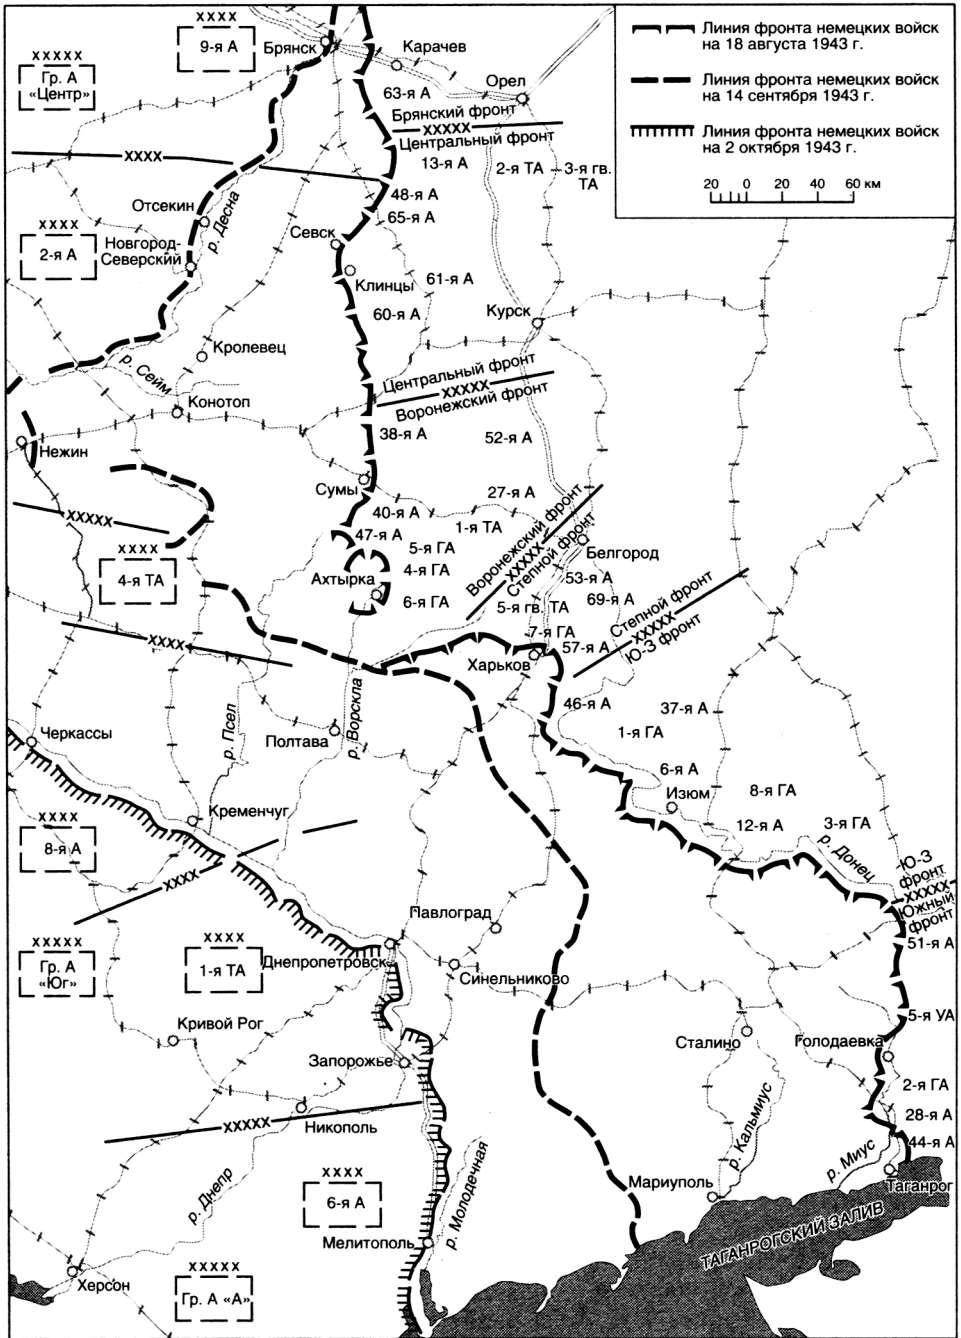 Линия фронта немецких войск
на 18 августа 1943 г.
Линия фронта немецких войск
на 14 сентября 1943 г.
Линия фронта немецких войск
на 2 октября 1943 г.
20 0 20 40 60 км
XXXX
9-я А
Брянск
Карачев
Орел
XXXXX
Гр. А
«Центр»
63-я А
Брянский фронт
XXXXX
Центральный фронт
XXXX
13-я А
2-я ТА
3-я гв.
ТА
48-я А
65-я А
Отсекин
р. Десна
XXXX
2-я А
Севск
Новгород-
Северский
Клинцы
61-я А
60-я А
Курск
Кролевец
р. Сейм
Центральный фронт
XXXXX
Воронежский фронт
Конотоп
38-я А
52-я А
Нежин
Сумы
27-я А
XXXXX
40-я А
1-я ТА
47-я А
5-я ГА
Воронежский фронт
XXXXX
Степной фронт
Белгород
XXXX
4-я ТА
Ахтырка
4-я ГА
6-я ГА
53-я А
69-я А
5-я гв. ТА
Степной фронт
XXXXX
Ю-З фронт
7-я ГА
57-я А
XXXX
Харьков
46-я А
37-я А
1-я ГА
Черкассы
р. Псел
Полтава
р. Ворскла
6-я А
Изюм
8-я ГА
12-я А
3-я ГА
р. Донец
Кременчуг
XXXX
8-я А
XXXX
Ю-З
фронт
XXXXX
Южный
фронт
Павлоград
51-я А
XXXXX
Гр. А
«Юг»
XXXX
1-я ТА
Днепропетровск
Синельниково
5-я УА
Кривой Рог
Сталино
Голодаевка
Запорожье
2-я ГА
28-я А
44-я А
XXXXX
Никополь
р. Кальмиус
р. Миус
Таганрог
Мариуполь
р. Днепр
XXXX
6-я А
р. Молодечная
Мелитополь
ТАГАНРОГСКИЙ ЗАЛИВ
Херсон
XXXXX
Гр. А «А»